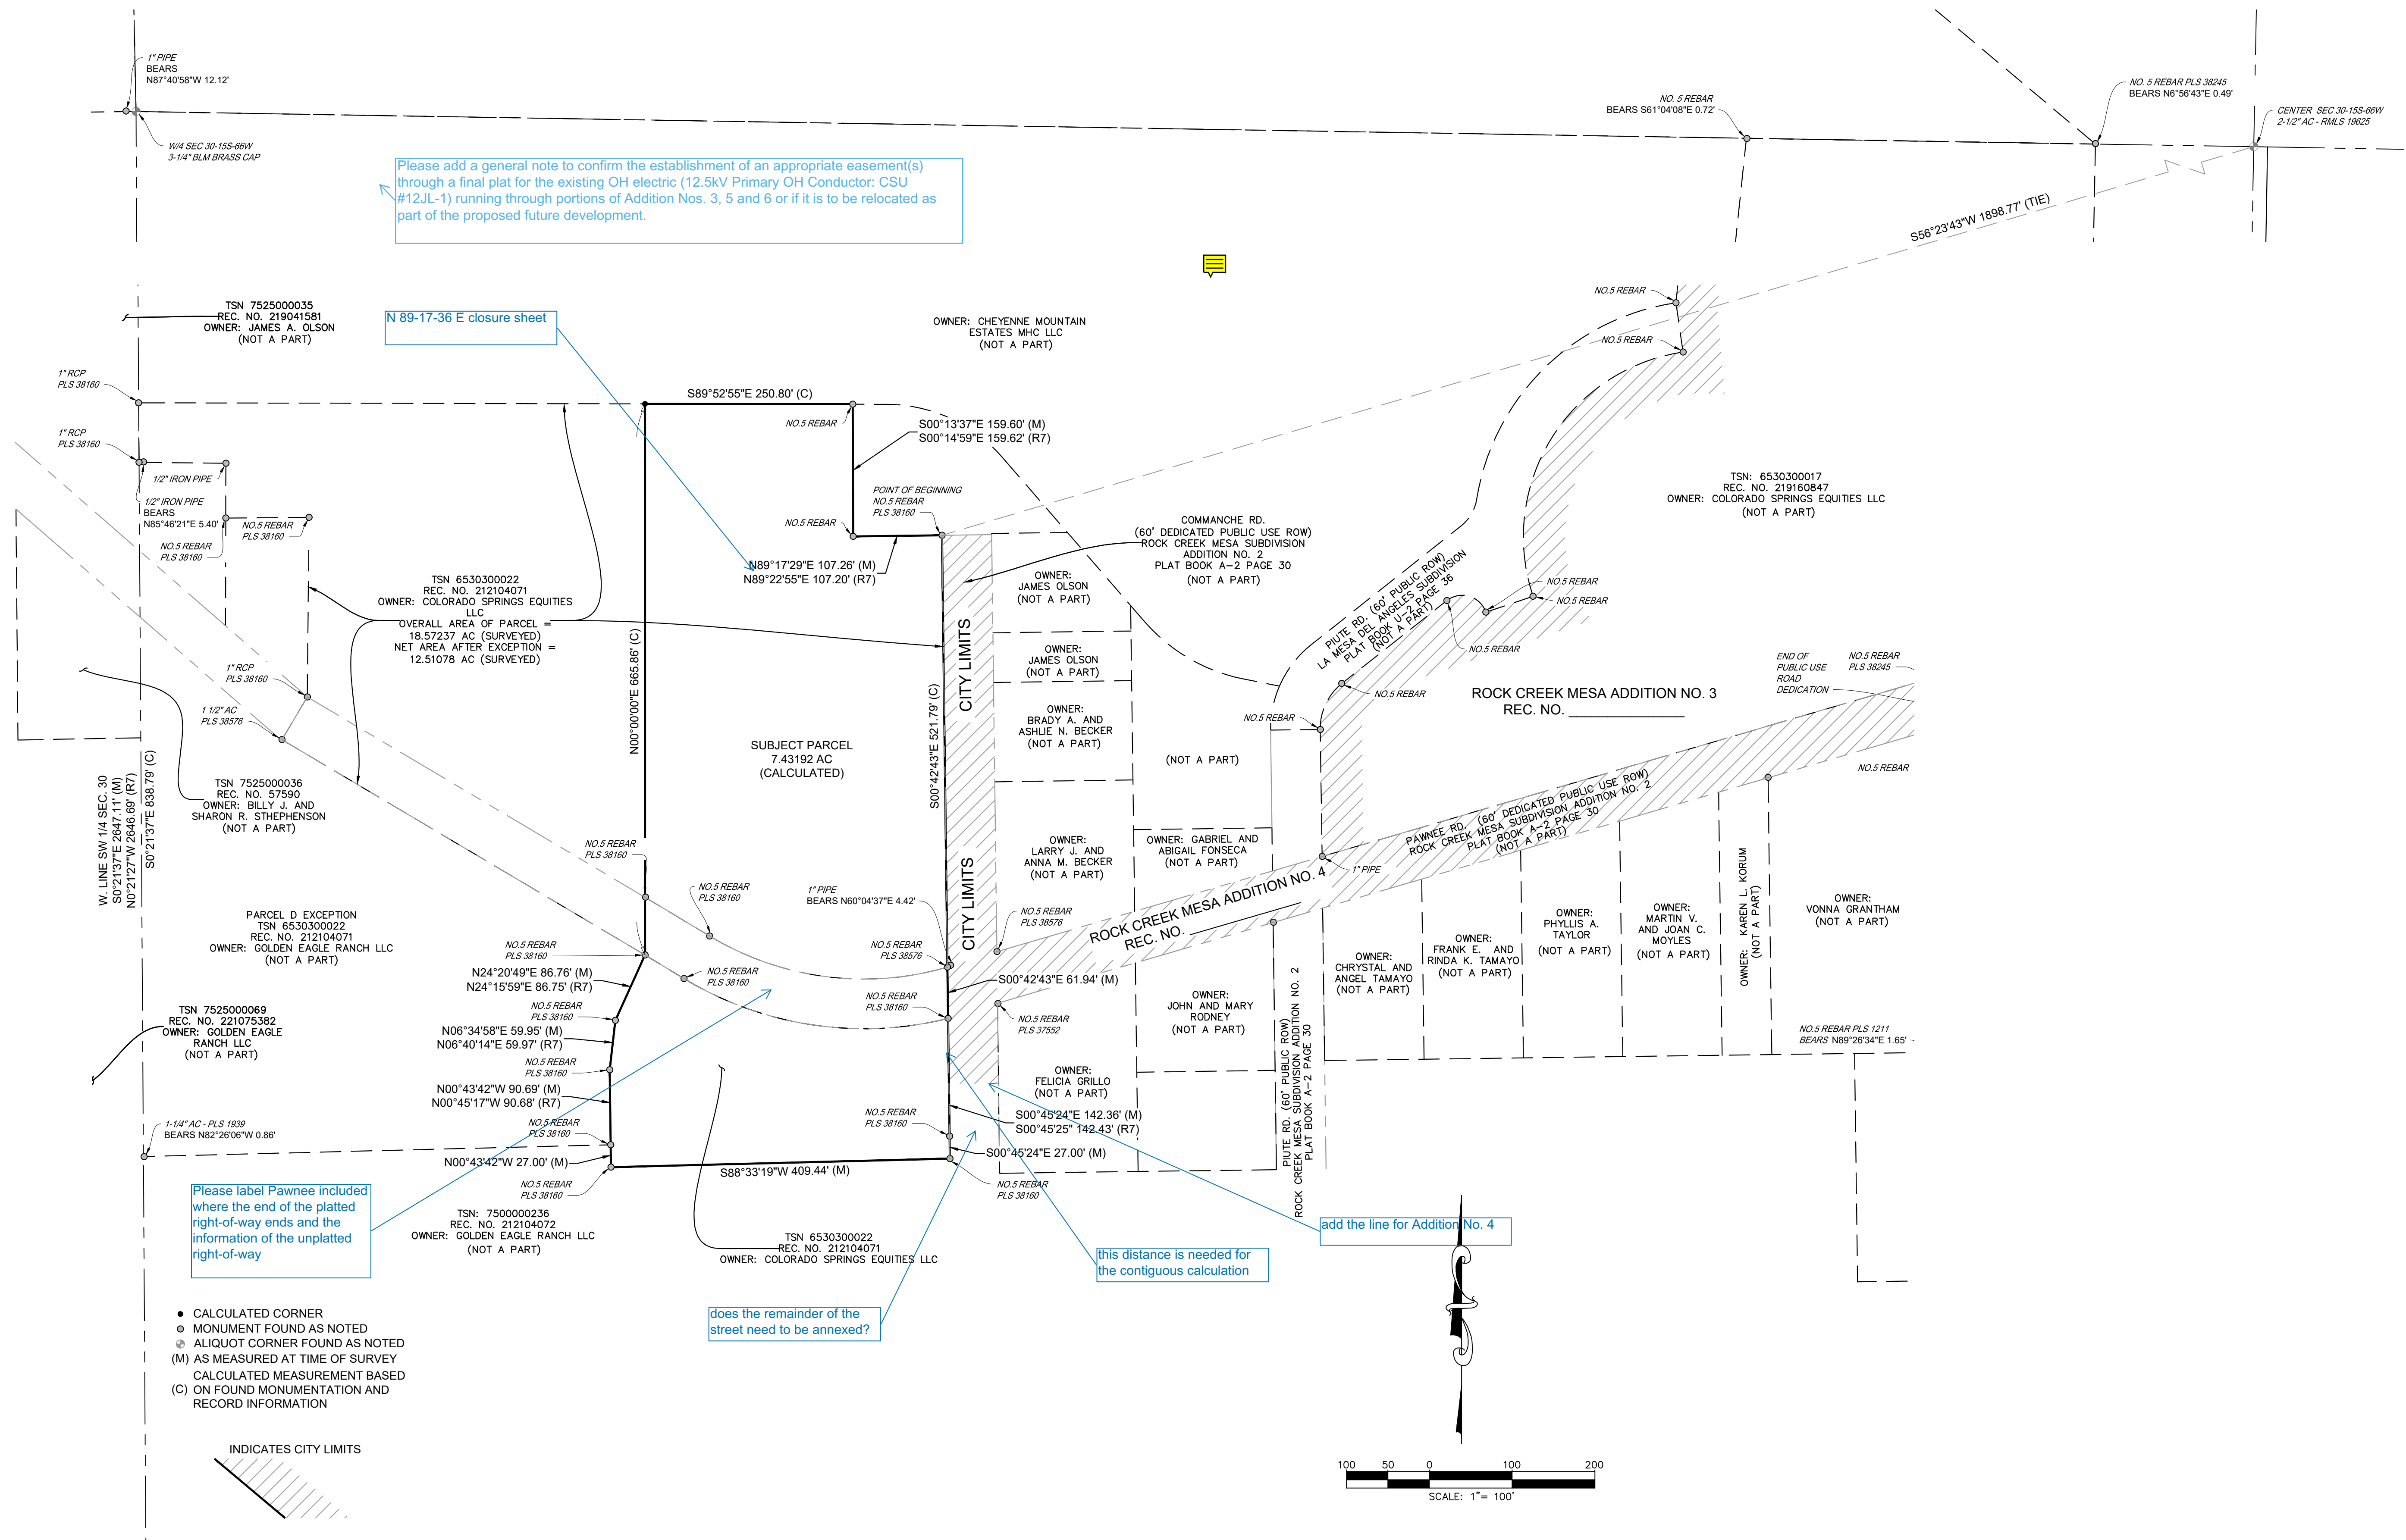 1" PIPE
BEARS
N87°40'58"W 12.12'
W/4 SEC 30-15S-66W
3-1/4" BLM BRASS CAP
NO. 5 REBAR
BEARS S61°04'08"E 0.72'
NO. 5 REBAR PLS 38245
BEARS N6°56'43"E 0.49'
CENTER SEC 30-15S-66W
2-1/2" AC - RMLS 19625
Please add a general note to confirm the establishment of an appropriate easement(s)
through a final plat for the existing OH electric (12.5kV Primary OH Conductor: CSU
#12JL-1) running through portions of Addition Nos. 3, 5 and 6 or if it is to be relocated as
part of the proposed future development.
S56°23'43"W 1898.77' (TIE)
TSN 7525000035
REC. NO. 219041581
OWNER: JAMES A. OLSON
(NOT A PART)
N 89-17-36 E closure sheet
OWNER: CHEYENNE MOUNTAIN
ESTATES MHC LLC
(NOT A PART)
NO.5 REBAR
NO.5 REBAR
1" RCP
PLS 38160
1" RCP
PLS 38160
S89°52'55"E 250.80' (C)
NO.5 REBAR
S00°13'37"E 159.60' (M)
S00°14'59"E 159.62' (R7)
1/2" IRON PIPE
1/2" IRON PIPE
BEARS
N85°46'21"E 5.40'
NO.5 REBAR
PLS 38160
NO.5 REBAR
PLS 38160
POINT OF BEGINNING
NO.5 REBAR
PLS 38160
NO.5 REBAR
N89°17'29"E 107.26' (M)
N89°22'55"E 107.20' (R7)
COMMANCHE RD.
(60' DEDICATED PUBLIC USE ROW)
ROCK CREEK MESA SUBDIVISION
ADDITION NO. 2
PLAT BOOK A-2 PAGE 30
(NOT A PART)
TSN: 6530300017
REC. NO. 219160847
OWNER: COLORADO SPRINGS EQUITIES LLC
(NOT A PART)
TSN 6530300022
REC. NO. 212104071
OWNER: COLORADO SPRINGS EQUITIES
LLC
OVERALL AREA OF PARCEL =
18.57237 AC (SURVEYED)
NET AREA AFTER EXCEPTION =
12.51078 AC (SURVEYED)
N00°00'00"E 665.86' (C)
CITY LIMITS
S00°42'43"E 521.79' (C)
OWNER:
JAMES OLSON
(NOT A PART)
OWNER:
JAMES OLSON
(NOT A PART)
OWNER:
BRADY A. AND
ASHLIE N. BECKER
(NOT A PART)
(NOT A PART)
PIUTE RD. (60' PUBLIC ROW)
LA MESA DEL ANGELES SUBDIVISION
PLAT BOOK U-2 PAGE 36
(NOT A PART)
NO.5 REBAR
NO.5 REBAR
NO.5 REBAR
NO.5 REBAR
NO.5 REBAR
END OF
PUBLIC USE
ROAD
DEDICATION
NO.5 REBAR
PLS 38245
ROCK CREEK MESA ADDITION NO. 3
REC. NO. ______________
NO.5 REBAR
1" RCP
PLS 38160
1 1/2" AC
PLS 38576
SUBJECT PARCEL
7.43192 AC
(CALCULATED)
W. LINE SW 1/4 SEC. 30
S0°21'37"E 2647.11' (M)
N0°21'27"W 2646.69' (R7)
S0°21'37"E 838.79' (C)
TSN 7525000036
REC. NO. 57590
OWNER: BILLY J. AND
SHARON R. STHEPHENSON
(NOT A PART)
NO.5 REBAR
PLS 38160
NO.5 REBAR
PLS 38160
1" PIPE
BEARS N60°04'37"E 4.42'
CITY LIMITS
OWNER:
LARRY J. AND
ANNA M. BECKER
(NOT A PART)
OWNER: GABRIEL AND
ABIGAIL FONSECA
(NOT A PART)
1" PIPE
PAWNEE RD. (60' DEDICATED PUBLIC USE ROW)
ROCK CREEK MESA SUBDIVISION ADDITION NO. 2
PLAT BOOK A-2 PAGE 30
(NOT A PART)
ROCK CREEK MESA ADDITION NO. 4
REC. NO. ______________
NO.5 REBAR
PLS 38576
PARCEL D EXCEPTION
TSN 6530300022
REC. NO. 212104071
OWNER: GOLDEN EAGLE RANCH LLC
(NOT A PART)
NO.5 REBAR
PLS 38160
N24°20'49"E 86.76' (M)
N24°15'59"E 86.75' (R7)
NO.5 REBAR
PLS 38160
NO.5 REBAR
PLS 38576
S00°42'43"E 61.94' (M)
OWNER:
CHRYSTAL AND
ANGEL TAMAYO
(NOT A PART)
OWNER:
FRANK E. AND
RINDA K. TAMAYO
(NOT A PART)
OWNER:
PHYLLIS A.
TAYLOR
(NOT A PART)
OWNER:
MARTIN V.
AND JOAN C.
MOYLES
(NOT A PART)
OWNER: KAREN L. KORUM
(NOT A PART)
OWNER:
VONNA GRANTHAM
(NOT A PART)
TSN 7525000069
REC. NO. 221075382
OWNER: GOLDEN EAGLE
RANCH LLC
(NOT A PART)
NO.5 REBAR
PLS 38160
N06°34'58"E 59.95' (M)
N06°40'14"E 59.97' (R7)
NO.5 REBAR
PLS 38160
NO.5 REBAR
PLS 37552
OWNER:
JOHN AND MARY
RODNEY
(NOT A PART)
PIUTE RD. (60' PUBLIC ROW)
ROCK CREEK MESA SUBDIVISION ADDITION NO. 2
PLAT BOOK A-2 PAGE 30
NO.5 REBAR PLS 1211
BEARS N89°26'34"E 1.65'
NO.5 REBAR
PLS 38160
N00°43'42"W 90.69' (M)
N00°45'17"W 90.68' (R7)
OWNER:
FELICIA GRILLO
(NOT A PART)
1-1/4" AC - PLS 1939
BEARS N82°26'06"W 0.86'
NO.5 REBAR
PLS 38160
NO.5 REBAR
PLS 38160
S00°45'24"E 142.36' (M)
S00°45'25" 142.43' (R7)
N00°43'42"W 27.00' (M)
S00°45'24"E 27.00' (M)
S88°33'19"W 409.44' (M)
NO.5 REBAR
PLS 38160
NO.5 REBAR
PLS 38160
Please label Pawnee included
where the end of the platted
right-of-way ends and the
information of the unplatted
right-of-way
TSN: 7500000236
REC. NO. 212104072
OWNER: GOLDEN EAGLE RANCH LLC
(NOT A PART)
TSN 6530300022
REC. NO. 212104071
OWNER: COLORADO SPRINGS EQUITIES LLC
this distance is needed for
the contiguous calculation
add the line for Addition No. 4
does the remainder of the
street need to be annexed?
CALCULATED CORNER
MONUMENT FOUND AS NOTED
ALIQUOT CORNER FOUND AS NOTED
(M) AS MEASURED AT TIME OF SURVEY
CALCULATED MEASUREMENT BASED
(C) ON FOUND MONUMENTATION AND
RECORD INFORMATION
INDICATES CITY LIMITS
100 50 0 100 200
SCALE: 1"= 100'